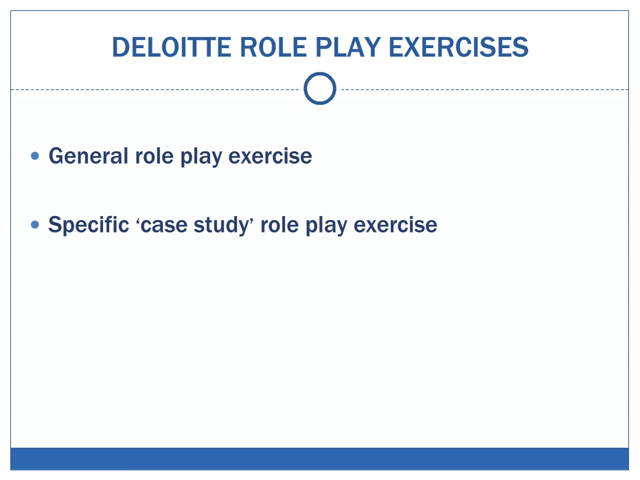 DELOITTE ROLE PLAY EXERCISES
• General role play exercise
• Specific ‘case study’ role play exercise